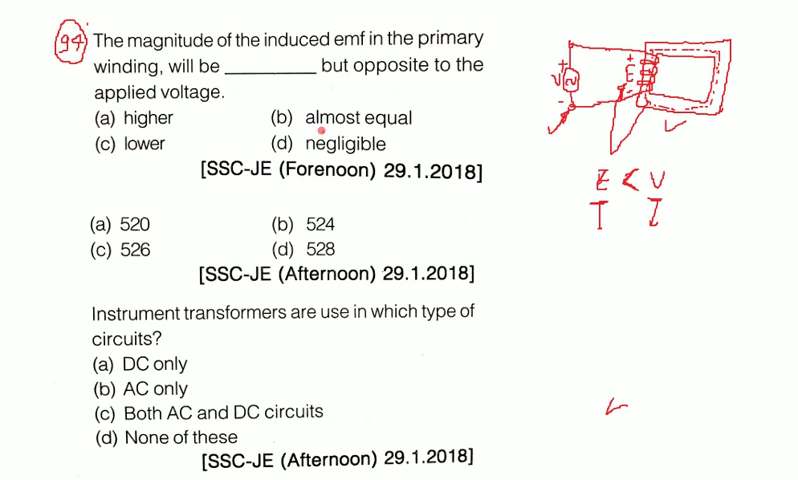 94
The magnitude of the induced emf in the primary
winding, will be __________ but opposite to the
applied voltage.
(a) higher (b) almost equal
(c) lower (d) negligible
[SSC-JE (Forenoon) 29.1.2018]
V + ~ -
+ E -
E < V
(a) 520 (b) 524
(c) 526 (d) 528
[SSC-JE (Afternoon) 29.1.2018]
Instrument transformers are use in which type of
circuits?
(a) DC only
(b) AC only
(c) Both AC and DC circuits
(d) None of these
[SSC-JE (Afternoon) 29.1.2018]